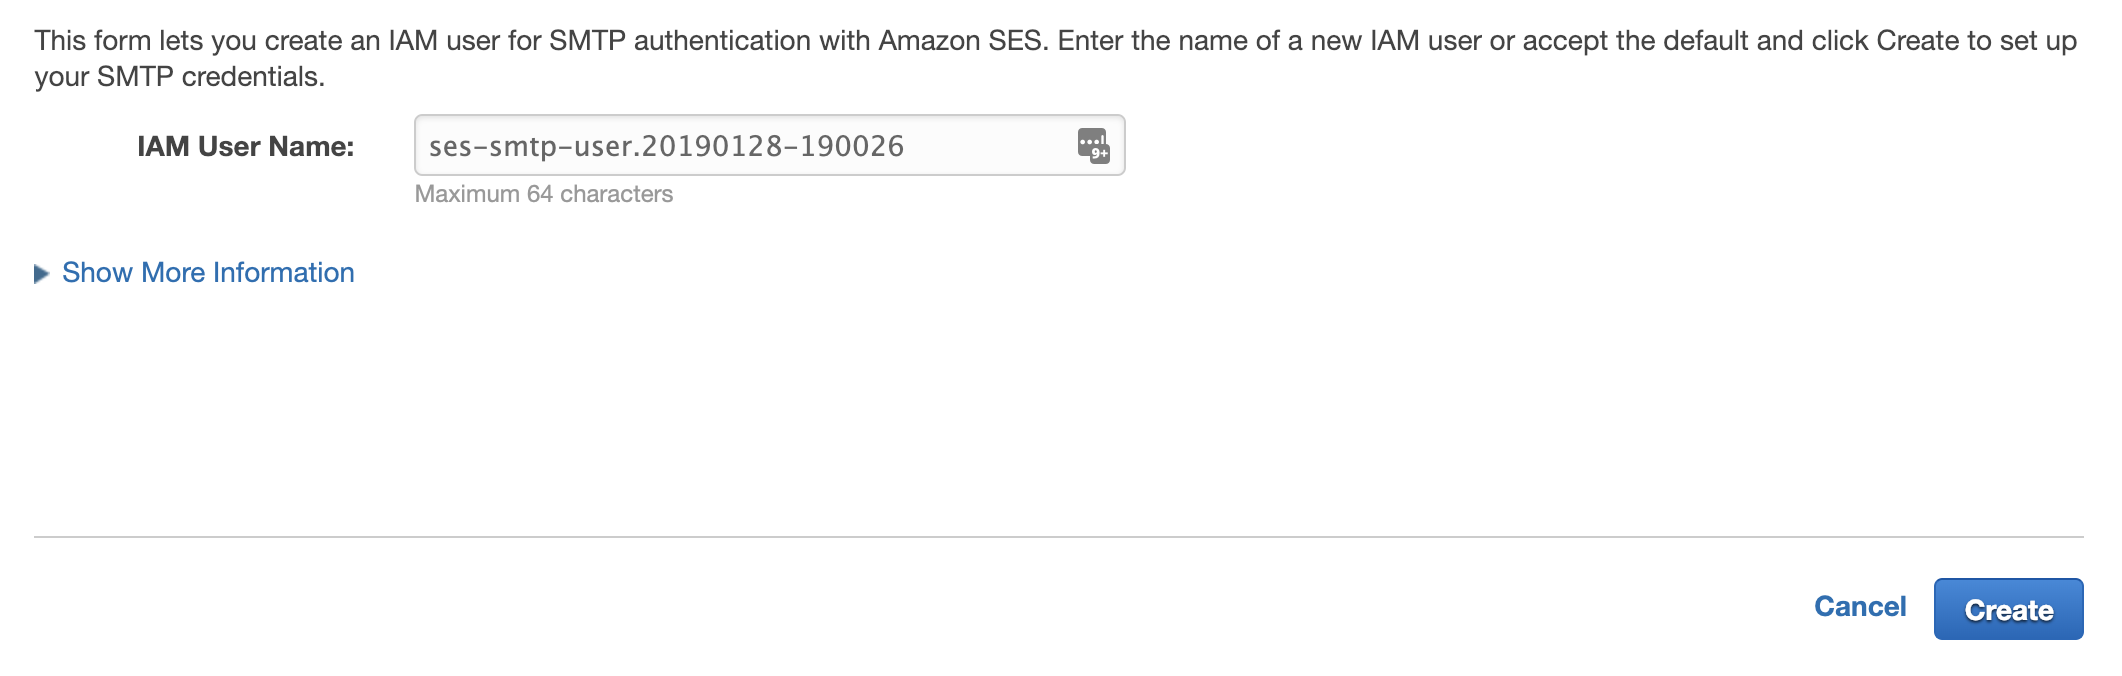 This form lets you create an IAM user for SMTP authentication with Amazon SES. Enter the name of a new IAM user or accept the default and click Create to set up
your SMTP credentials.
IAM User Name:
ses-smtp-user.20190128-190026
9+
Maximum 64 characters
Show More Information
Cancel
Create